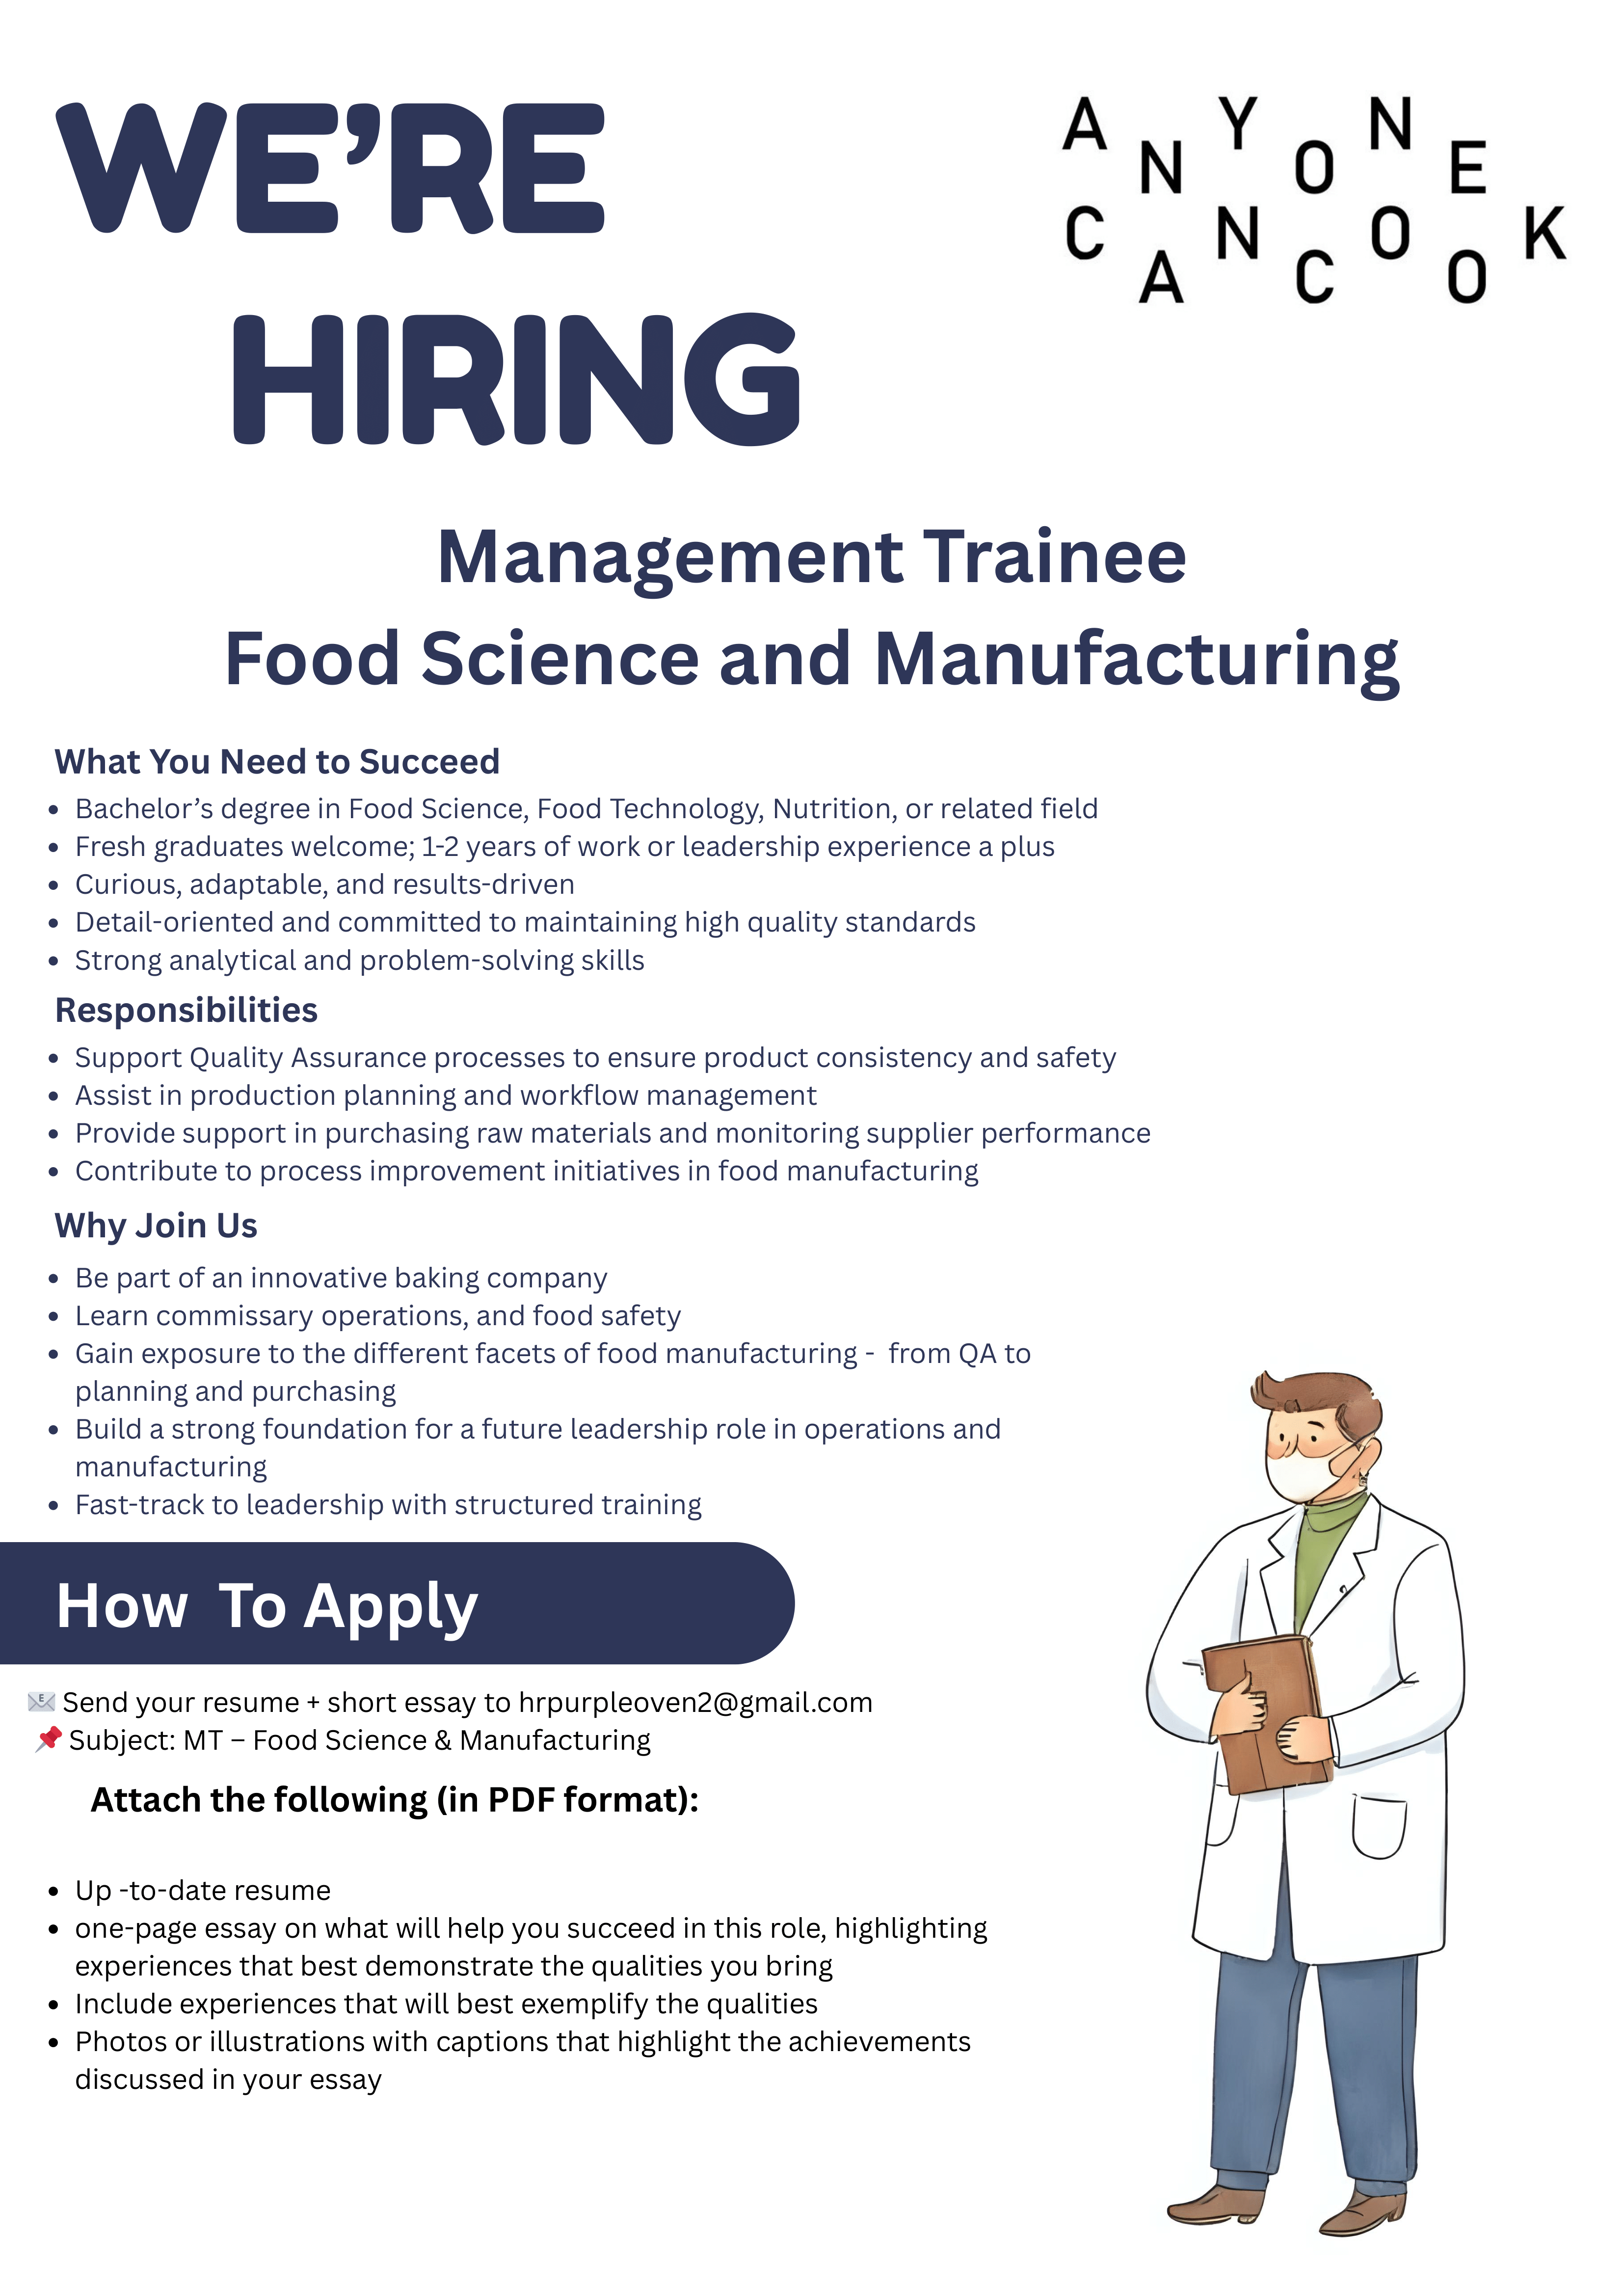 WE’RE
HIRING
ANYONE
CAN COOK
Management Trainee
Food Science and Manufacturing
What You Need to Succeed
• Bachelor’s degree in Food Science, Food Technology, Nutrition, or related field
• Fresh graduates welcome; 1-2 years of work or leadership experience a plus
• Curious, adaptable, and results-driven
• Detail-oriented and committed to maintaining high quality standards
• Strong analytical and problem-solving skills
Responsibilities
• Support Quality Assurance processes to ensure product consistency and safety
• Assist in production planning and workflow management
• Provide support in purchasing raw materials and monitoring supplier performance
• Contribute to process improvement initiatives in food manufacturing
Why Join Us
• Be part of an innovative baking company
• Learn commissary operations, and food safety
• Gain exposure to the different facets of food manufacturing -  from QA to
planning and purchasing
• Build a strong foundation for a future leadership role in operations and
manufacturing
• Fast-track to leadership with structured training
How  To Apply
📧 Send your resume + short essay to hrpurpleoven2@gmail.com
📌 Subject: MT – Food Science & Manufacturing
Attach the following (in PDF format):
• Up -to-date resume
• one-page essay on what will help you succeed in this role, highlighting
experiences that best demonstrate the qualities you bring
• Include experiences that will best exemplify the qualities
• Photos or illustrations with captions that highlight the achievements
discussed in your essay